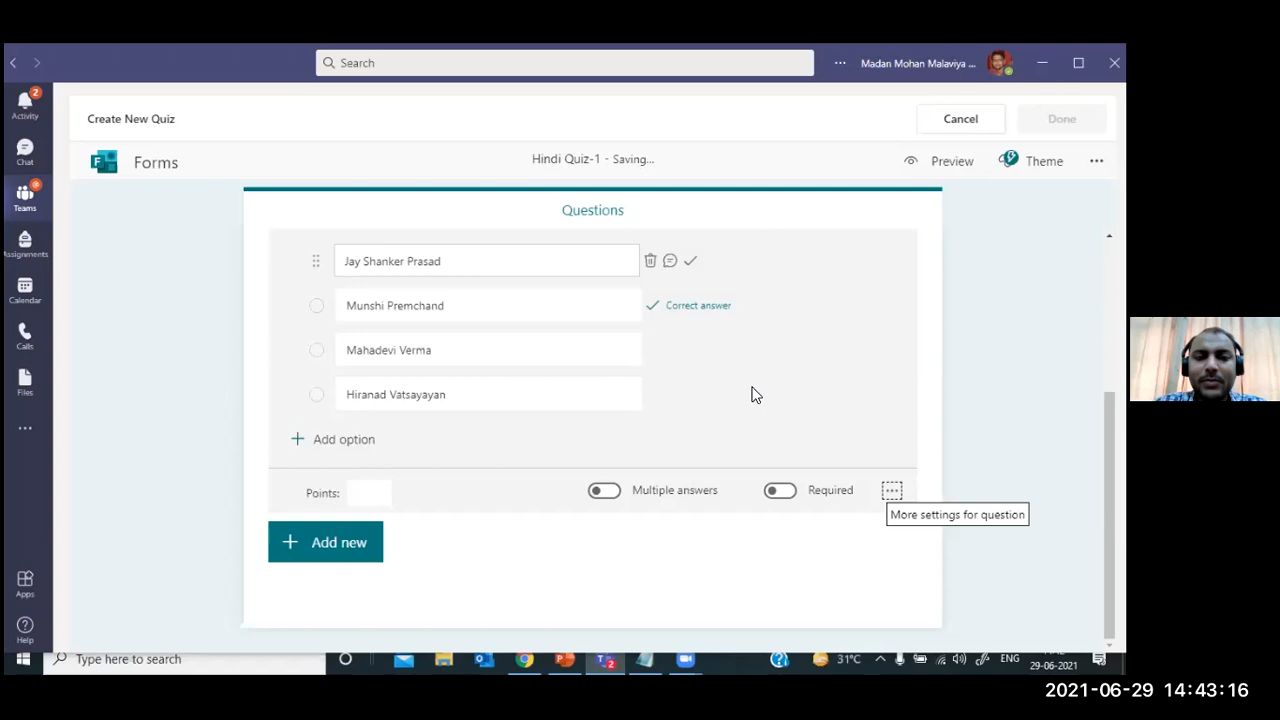 Search
Madan Mohan Malaviya ...
2
Activity
Create New Quiz
Cancel
Done
Chat
Forms
Hindi Quiz-1 - Saving...
Preview
Theme
Teams
Questions
Assignments
Jay Shanker Prasad
Calendar
Munshi Premchand
Correct answer
Calls
Mahadevi Verma
Files
Hiranad Vatsayayan
Add option
Points:
Multiple answers
Required
More settings for question
Add new
Apps
Help
Type here to search
2
31°C
ENG
29-06-2021
2021-06-29 14:43:16